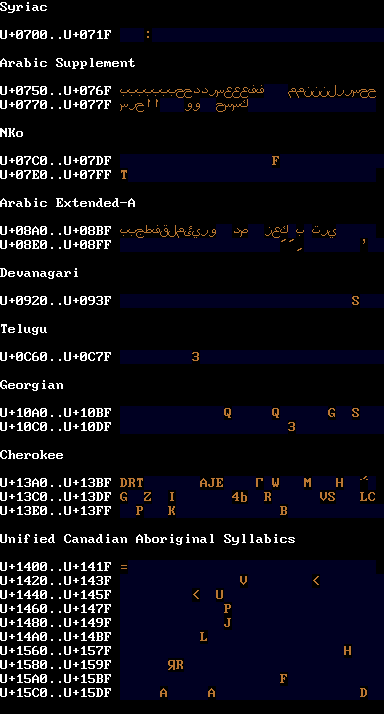 Syriac
U+0700..U+071F :
Arabic Supplement
U+0750..U+076F
U+0770..U+077F
NKo
U+07C0..U+07DF F
U+07E0..U+07FF T
Arabic Extended-A
U+08A0..U+08BF
U+08E0..U+08FF
Devanagari
U+0920..U+093F S
Telugu
U+0C60..U+0C7F 3
Georgian
U+10A0..U+10BF Q Q G S
U+10C0..U+10DF 3
Cherokee
U+13A0..U+13BF DRT AJE Γ W M H
U+13C0..U+13DF G Z I 4b R VS LC
U+13E0..U+13FF P K B
Unified Canadian Aboriginal Syllabics
U+1400..U+141F =
U+1420..U+143F V <
U+1440..U+145F < U
U+1460..U+147F P
U+1480..U+149F J
U+14A0..U+14BF L
U+1560..U+157F H
U+1580..U+159F ЯR
U+15A0..U+15BF F
U+15C0..U+15DF A A D